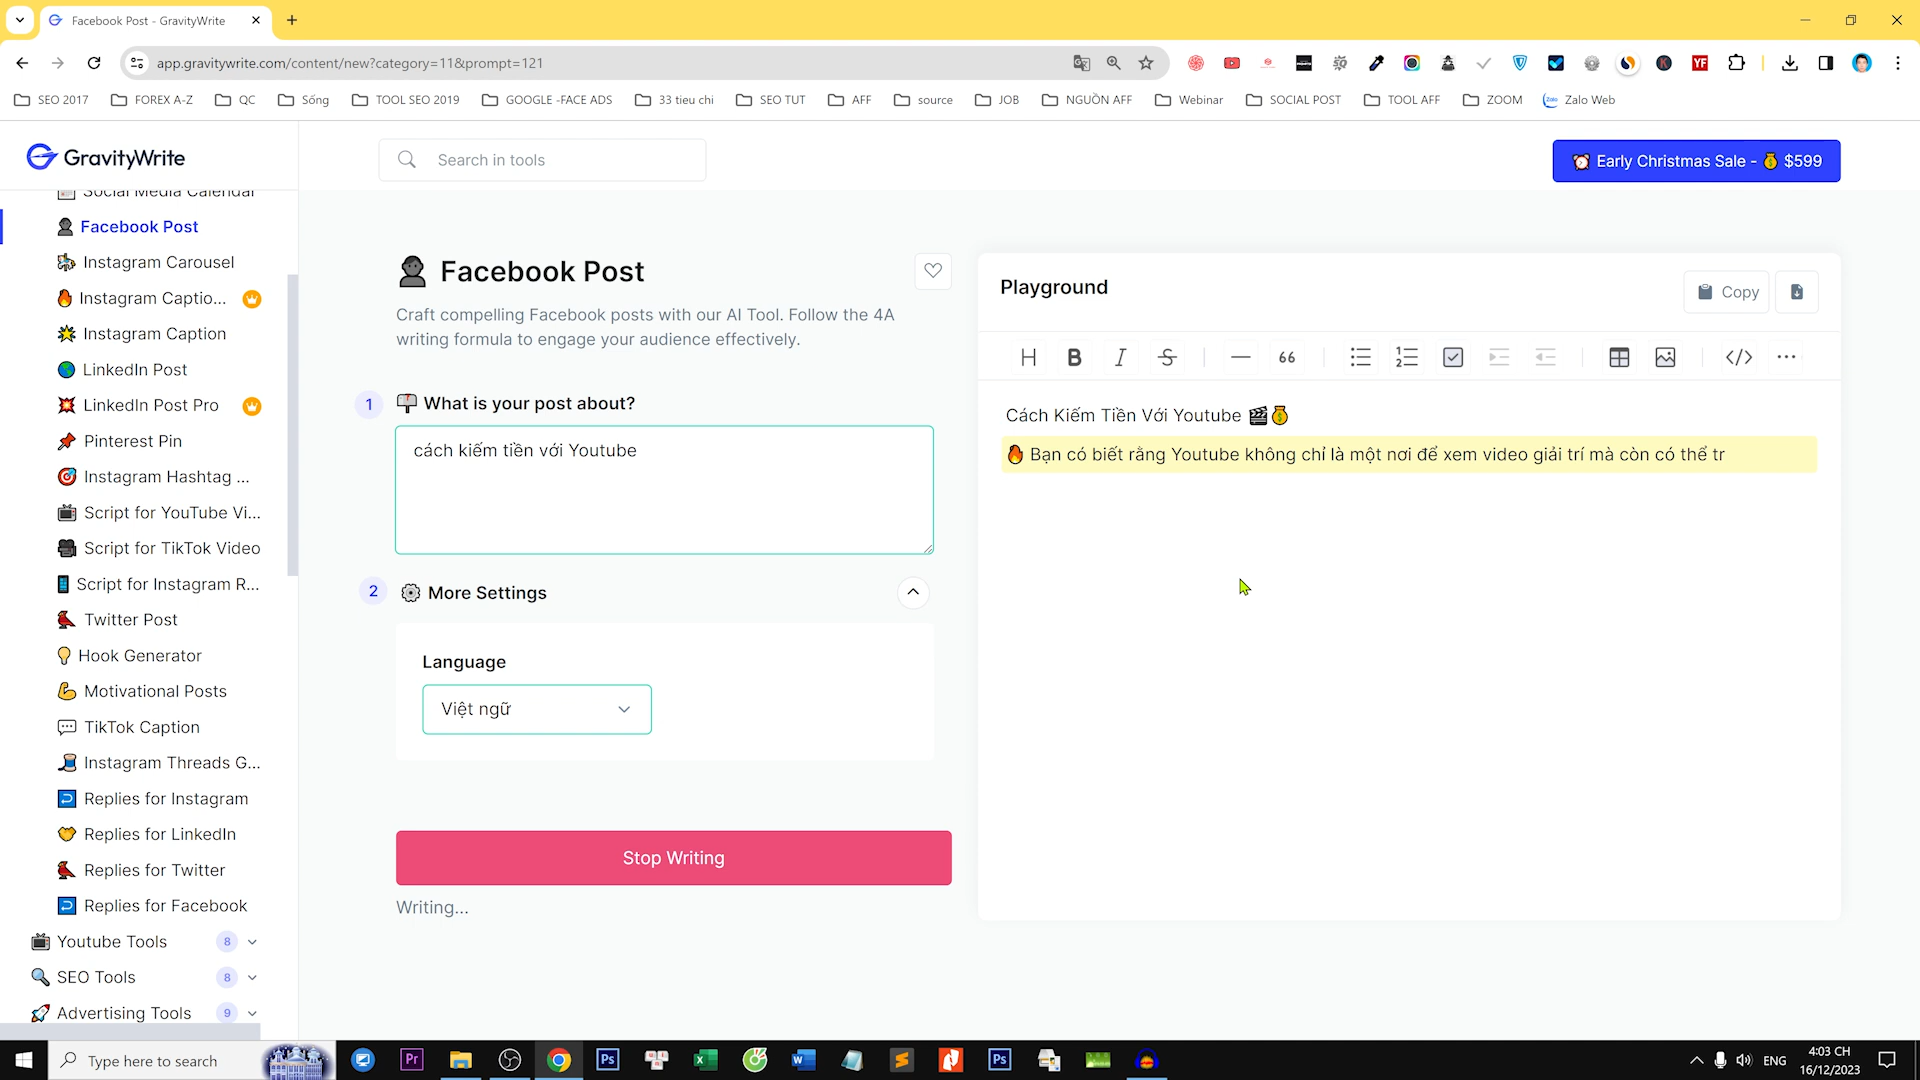 Facebook Post - GravityWrite
app.gravitywrite.com/content/new?category=11&prompt=121
SEO 2017
FOREX A-Z
QC
Sống
TOOL SEO 2019
GOOGLE -FACE ADS
33 tieu chi
SEO TUT
AFF
source
JOB
NGUỒN AFF
Webinar
SOCIAL POST
TOOL AFF
ZOOM
Zalo Web
GravityWrite
Search in tools
Early Christmas Sale - $599
Social Media Calendar
Facebook Post
Instagram Carousel
Instagram Captio...
Instagram Caption
LinkedIn Post
LinkedIn Post Pro
Pinterest Pin
Instagram Hashtag ...
Script for YouTube Vi...
Script for TikTok Video
Script for Instagram R...
Twitter Post
Hook Generator
Motivational Posts
TikTok Caption
Instagram Threads G...
Replies for Instagram
Replies for LinkedIn
Replies for Twitter
Replies for Facebook
Youtube Tools 8
SEO Tools 8
Advertising Tools 9
Facebook Post
Craft compelling Facebook posts with our AI Tool. Follow the 4A
writing formula to engage your audience effectively.
1 What is your post about?
cách kiếm tiền với Youtube
2 More Settings
Language
Việt ngữ
Stop Writing
Writing...
Playground
Copy
Cách Kiếm Tiền Với Youtube
Bạn có biết rằng Youtube không chỉ là một nơi để xem video giải trí mà còn có thể tr
Type here to search
ENG
4:03 CH
16/12/2023